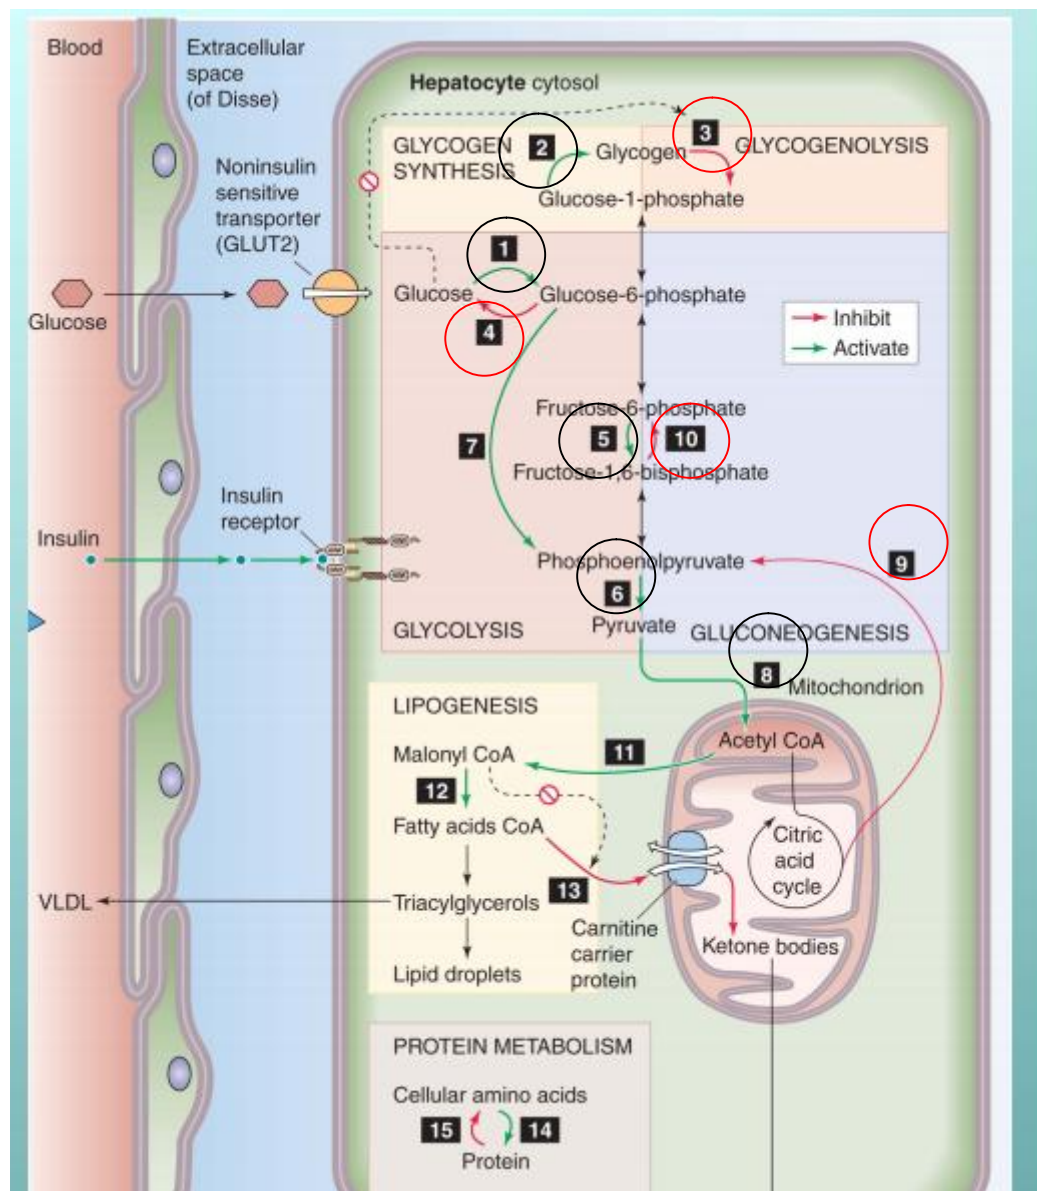 Blood
Extracellular
space
(of Disse)
Hepatocyte cytosol
GLYCOGEN
SYNTHESIS
2
Glycogen
3
GLYCOGENOLYSIS
Glucose-1-phosphate
Noninsulin
sensitive
transporter
(GLUT2)
1
Glucose
Glucose-6-phosphate
4
Glucose
Inhibit
Activate
Fructose-6-phosphate
7
5
10
Fructose-1,6-bisphosphate
Insulin
receptor
Insulin
Phosphoenolpyruvate
9
6
Pyruvate
GLYCOLYSIS
GLUCONEOGENESIS
8
Mitochondrion
LIPOGENESIS
Malonyl CoA
11
Acetyl CoA
12
Fatty acids CoA
Citric
acid
cycle
13
VLDL
Triacylglycerols
Carnitine
carrier
protein
Ketone bodies
Lipid droplets
PROTEIN METABOLISM
Cellular amino acids
15
14
Protein